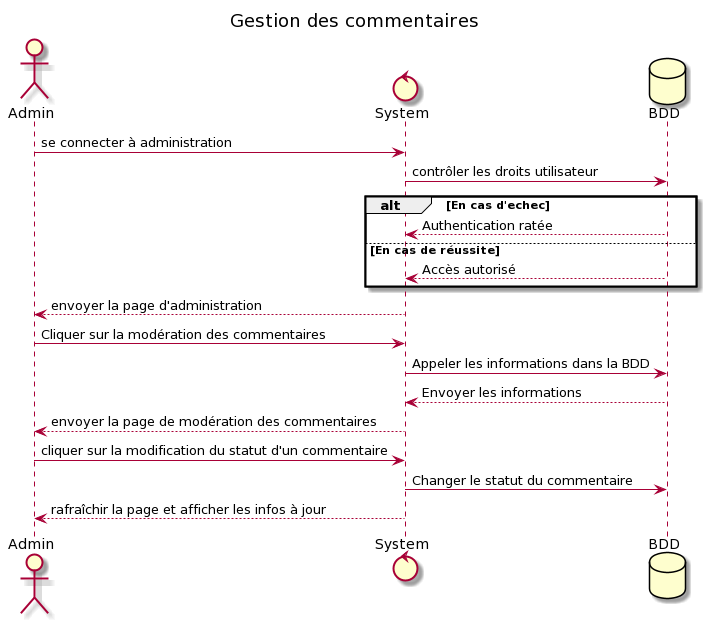 Gestion des commentaires
Admin
System
BDD
se connecter à administration
contrôler les droits utilisateur
alt [En cas d'echec]
Authentication ratée
[En cas de réussite]
Accès autorisé
envoyer la page d'administration
Cliquer sur la modération des commentaires
Appeler les informations dans la BDD
Envoyer les informations
envoyer la page de modération des commentaires
cliquer sur la modification du statut d'un commentaire
Changer le statut du commentaire
rafraîchir la page et afficher les infos à jour
Admin
System
BDD